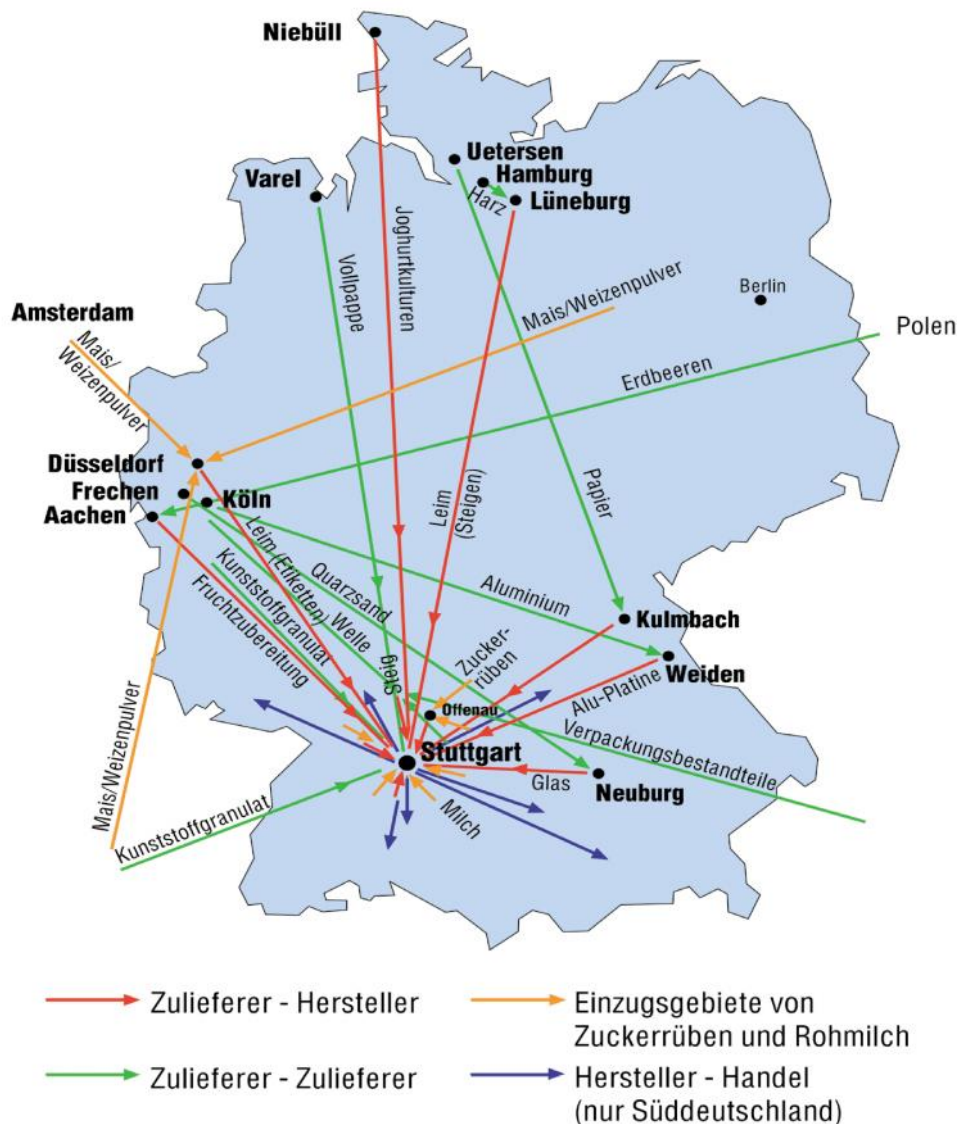 Niebüll
Uetersen
Hamburg
Harz
Lüneburg
Varel
Joghurtkulturen
Vollpappe
Mais/Weizenpulver
Berlin
Amsterdam
Mais/
Weizenpulver
Polen
Erdbeeren
Düsseldorf
Frechen
Köln
Aachen
Leim
(Steigen)
Papier
Leim (Etiketten)
Kunststoffgranulat
Fruchtzubereitung
Quarzsand
Welle
Steig
Aluminium
Kulmbach
Zucker-
rüben
Weiden
Alu-Platine
Offenau
Verpackungsbestandteile
Stuttgart
Glas
Neuburg
Milch
Mais/Weizenpulver
Kunststoffgranulat
Zulieferer - Hersteller
Einzugsgebiete von
Zuckerrüben und Rohmilch
Zulieferer - Zulieferer
Hersteller - Handel
(nur Süddeutschland)